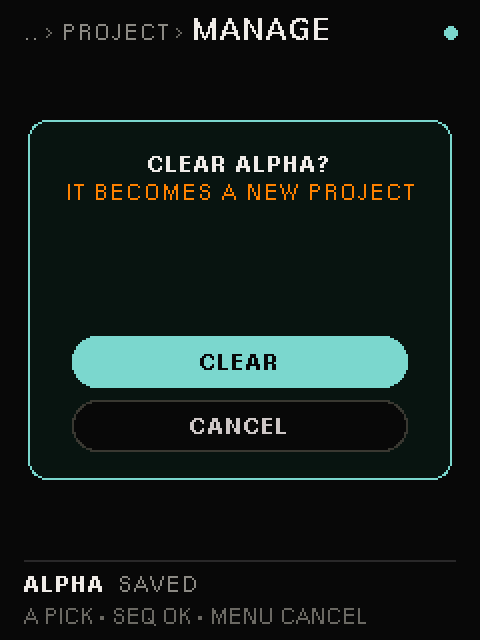 ..› PROJECT› MANAGE
CLEAR ALPHA?
IT BECOMES A NEW PROJECT
CLEAR
CANCEL
ALPHA SAVED
A PICK · SEQ OK · MENU CANCEL